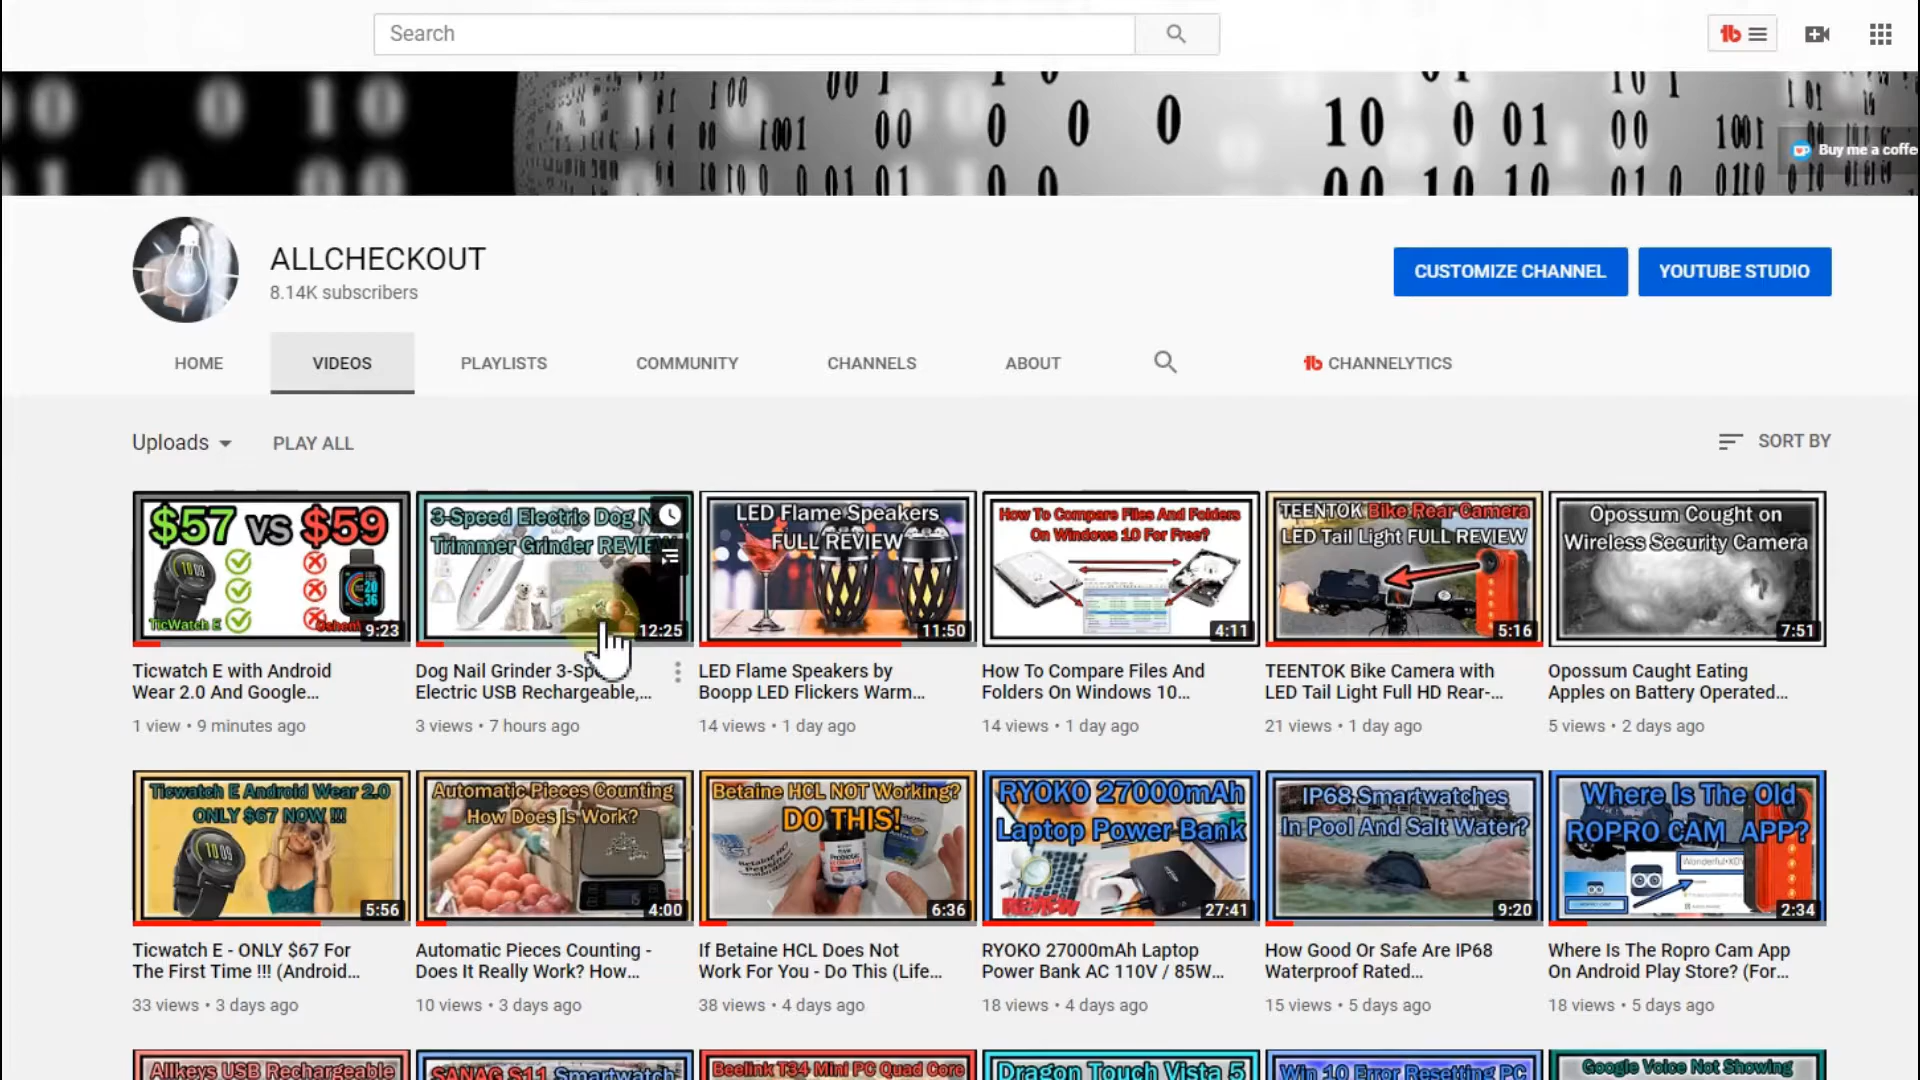 Search
Buy me a coffe
ALLCHECKOUT
8.14K subscribers
CUSTOMIZE CHANNEL
YOUTUBE STUDIO
HOME
VIDEOS
PLAYLISTS
COMMUNITY
CHANNELS
ABOUT
CHANNELYTICS
Uploads
PLAY ALL
SORT BY
$57 vs $59
TicWatch E
9:23
3-Speed Electric Dog N
Trimmer Grinder REVIE
12:25
LED Flame Speakers
FULL REVIEW
11:50
How To Compare Files And Folders
On Windows 10 For Free?
4:11
TEENTOK Bike Rear Camera
LED Tail Light FULL REVIEW
5:16
Opossum Cought on
Wireless Security Camera
7:51
Ticwatch E with Android
Wear 2.0 And Google...
1 view • 9 minutes ago
Dog Nail Grinder 3-Sp
Electric USB Rechargeable,...
3 views • 7 hours ago
LED Flame Speakers by
Boopp LED Flickers Warm...
14 views • 1 day ago
How To Compare Files And
Folders On Windows 10...
14 views • 1 day ago
TEENTOK Bike Camera with
LED Tail Light Full HD Rear-...
21 views • 1 day ago
Opossum Caught Eating
Apples on Battery Operated...
5 views • 2 days ago
Ticwatch E Android Wear 2.0
ONLY $67 NOW !!!
5:56
Automatic Pieces Counting
How Does Is Work?
4:00
Betaine HCL NOT Working?
DO THIS!
6:36
RYOKO 27000mAh
Laptop Power Bank
REVIEW
27:41
IP68 Smartwatches
In Pool And Salt Water?
9:20
Where Is The Old
ROPRO CAM APP?
2:34
Ticwatch E - ONLY $67 For
The First Time !!! (Android...
33 views • 3 days ago
Automatic Pieces Counting -
Does It Really Work? How...
10 views • 3 days ago
If Betaine HCL Does Not
Work For You - Do This (Life...
38 views • 4 days ago
RYOKO 27000mAh Laptop
Power Bank AC 110V / 85W...
18 views • 4 days ago
How Good Or Safe Are IP68
Waterproof Rated...
15 views • 5 days ago
Where Is The Ropro Cam App
On Android Play Store? (For...
18 views • 5 days ago
Allkeys USB Rechargeable
SANAG S11 Smartwatch
Beelink T34 Mini PC Quad Core
Dragon Touch Vista 5
Win 10 Error Resetting PC
Google Voice Not Showing